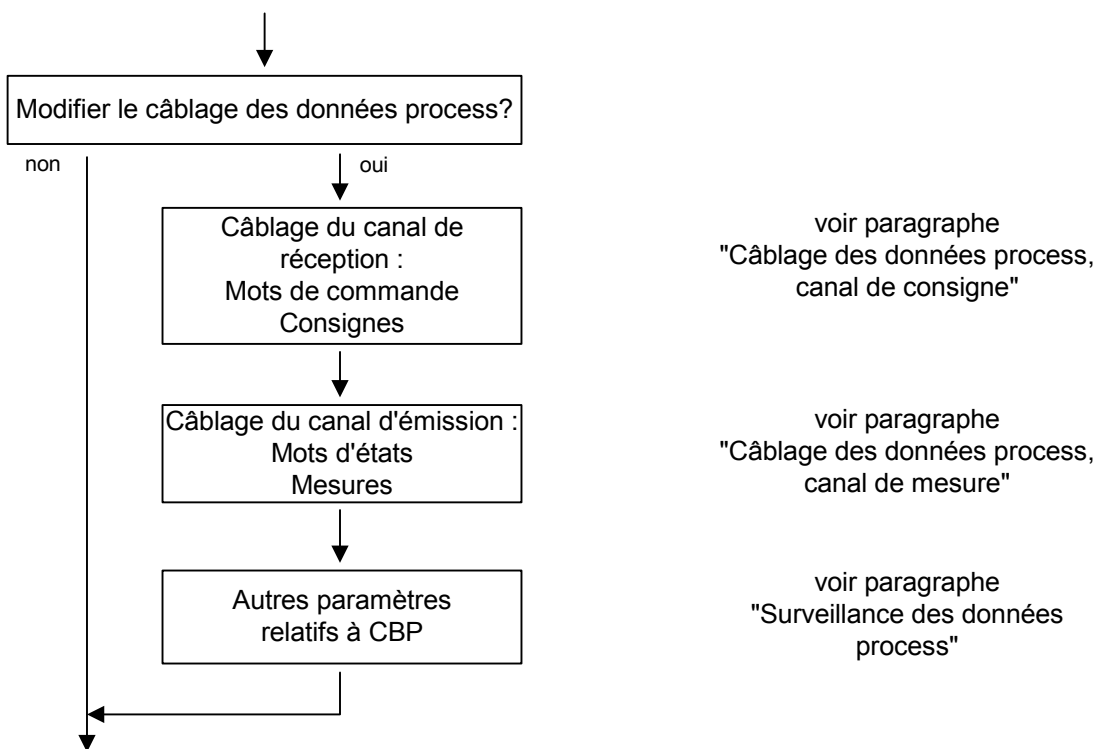 Modifier le câblage des données process?
non
oui
Câblage du canal de
réception :
Mots de commande
Consignes
voir paragraphe
"Câblage des données process,
canal de consigne"
Câblage du canal d'émission :
Mots d'états
Mesures
voir paragraphe
"Câblage des données process,
canal de mesure"
Autres paramètres
relatifs à CBP
voir paragraphe
"Surveillance des données
process"